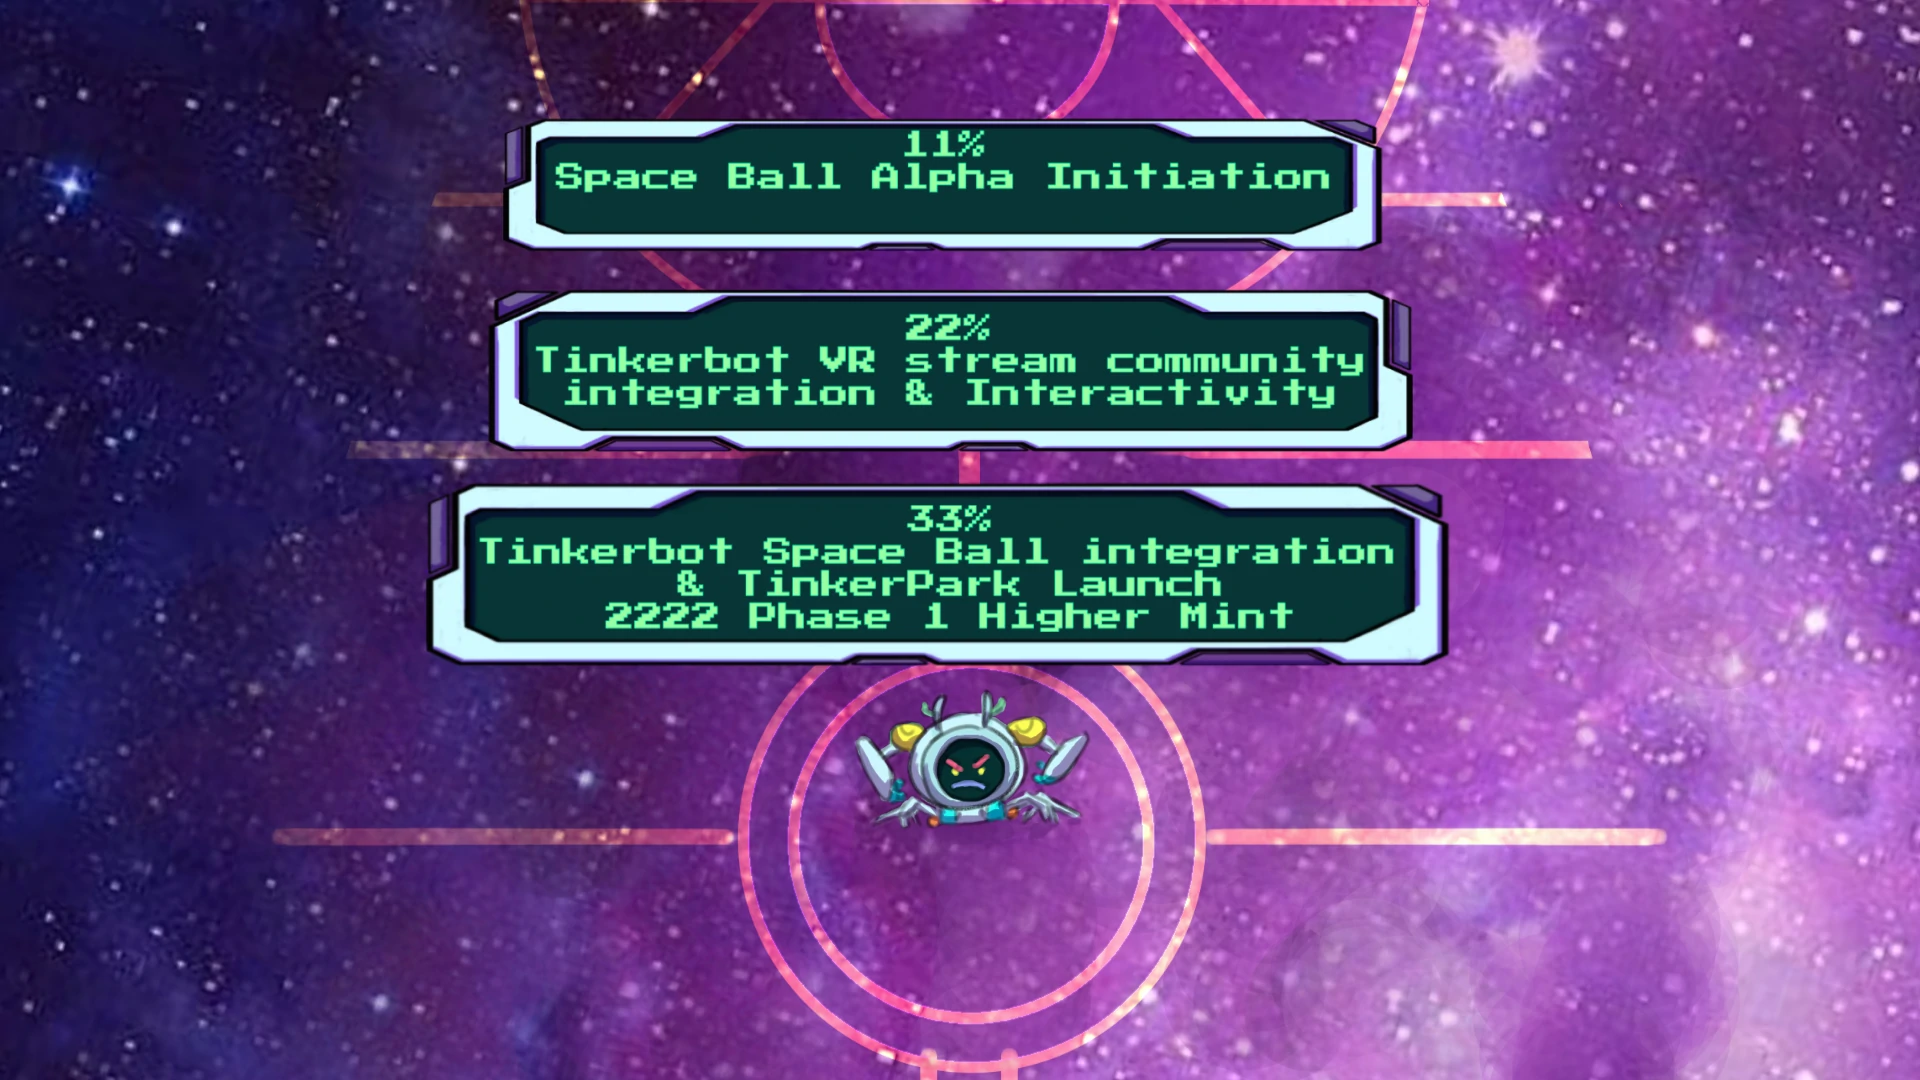 11%
Space Ball Alpha Initiation
22%
Tinkerbot VR stream community
integration & Interactivity
33%
Tinkerbot Space Ball integration
& TinkerPark Launch
2222 Phase 1 Higher Mint